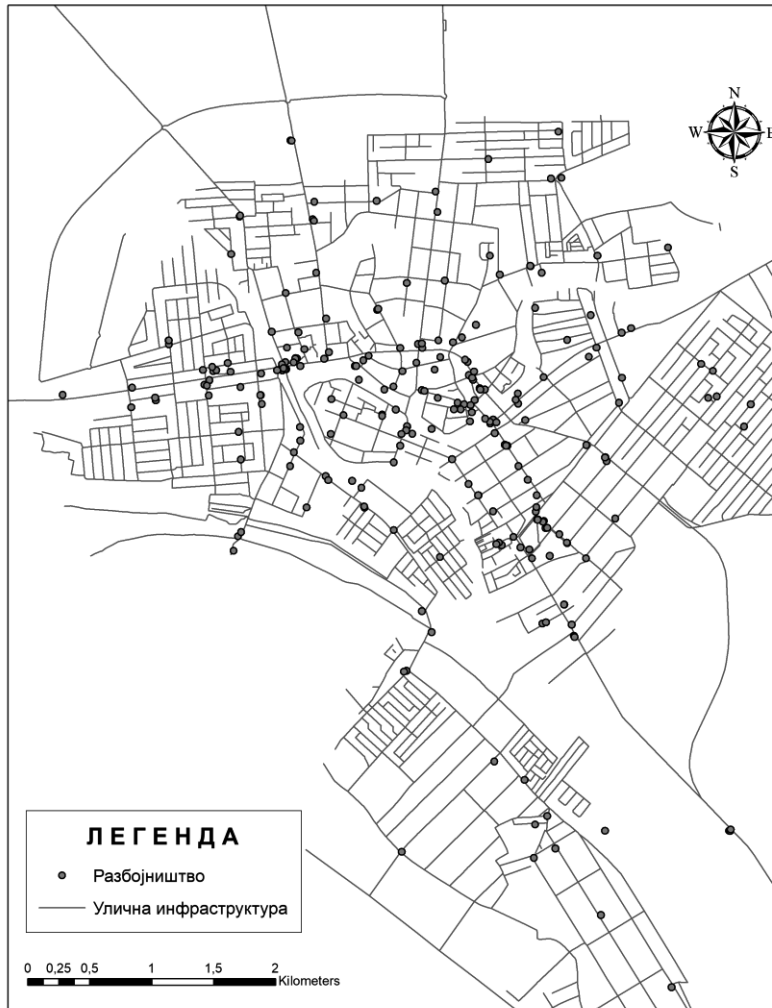 N
W E
S
ЛЕГЕНДА
Разбојништво
Улична инфраструктура
0 0,25 0,5 1 1,5 2
Kilometers